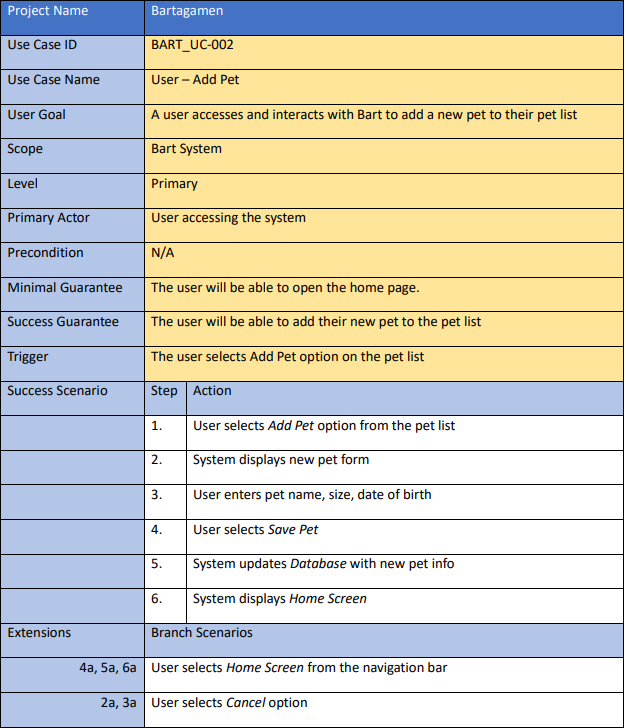 Project Name Bartagamen
Use Case ID BART_UC-002
Use Case Name User – Add Pet
User Goal A user accesses and interacts with Bart to add a new pet to their pet list
Scope Bart System
Level Primary
Primary Actor User accessing the system
Precondition N/A
Minimal Guarantee The user will be able to open the home page.
Success Guarantee The user will be able to add their new pet to the pet list
Trigger The user selects Add Pet option on the pet list
Success Scenario Step Action
1. User selects Add Pet option from the pet list
2. System displays new pet form
3. User enters pet name, size, date of birth
4. User selects Save Pet
5. System updates Database with new pet info
6. System displays Home Screen
Extensions Branch Scenarios
4a, 5a, 6a User selects Home Screen from the navigation bar
2a, 3a User selects Cancel option